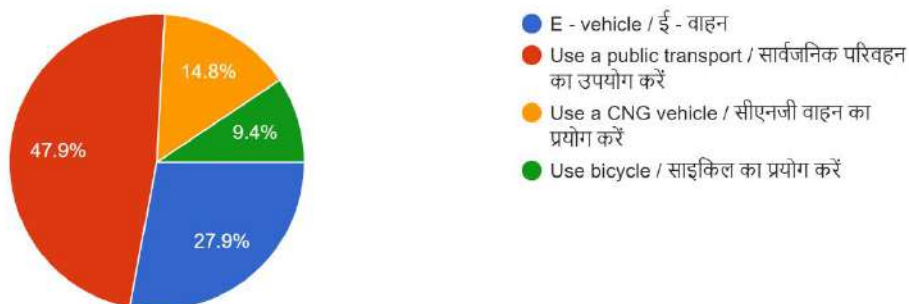 14.8%
9.4%
47.9%
27.9%
E - vehicle / ई - वाहन
Use a public transport / सार्वजनिक परिवहन
का उपयोग करें
Use a CNG vehicle / सीएनजी वाहन का
प्रयोग करें
Use bicycle / साइकिल का प्रयोग करें